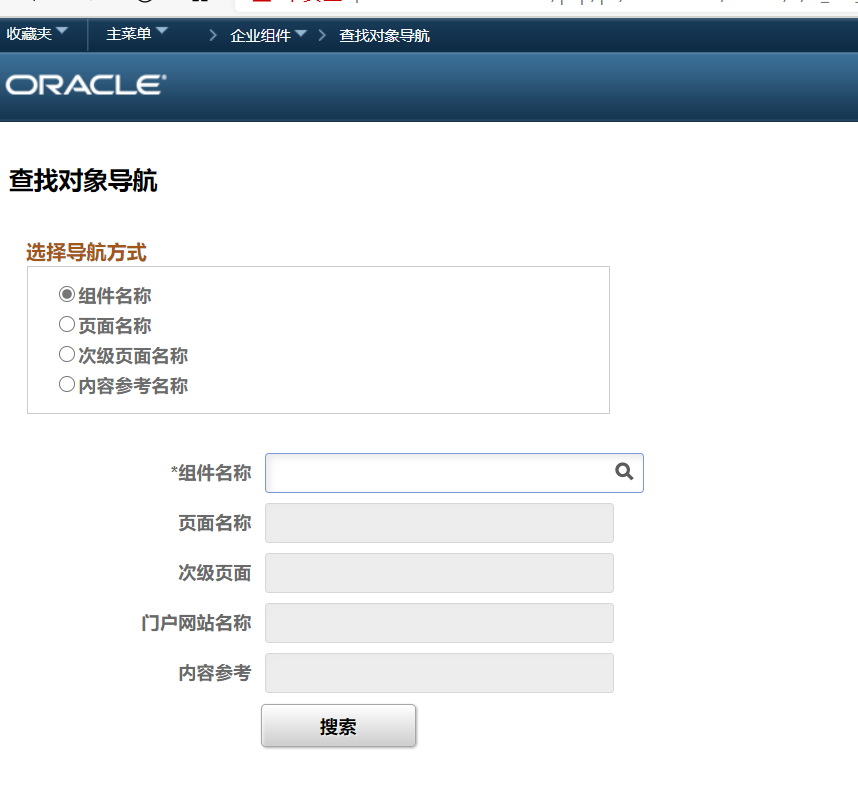 收藏夹 主菜单 > 企业组件 > 查找对象导航
ORACLE®
查找对象导航
选择导航方式
组件名称
页面名称
次级页面名称
内容参考名称
*组件名称
页面名称
次级页面
门户网站名称
内容参考
搜索